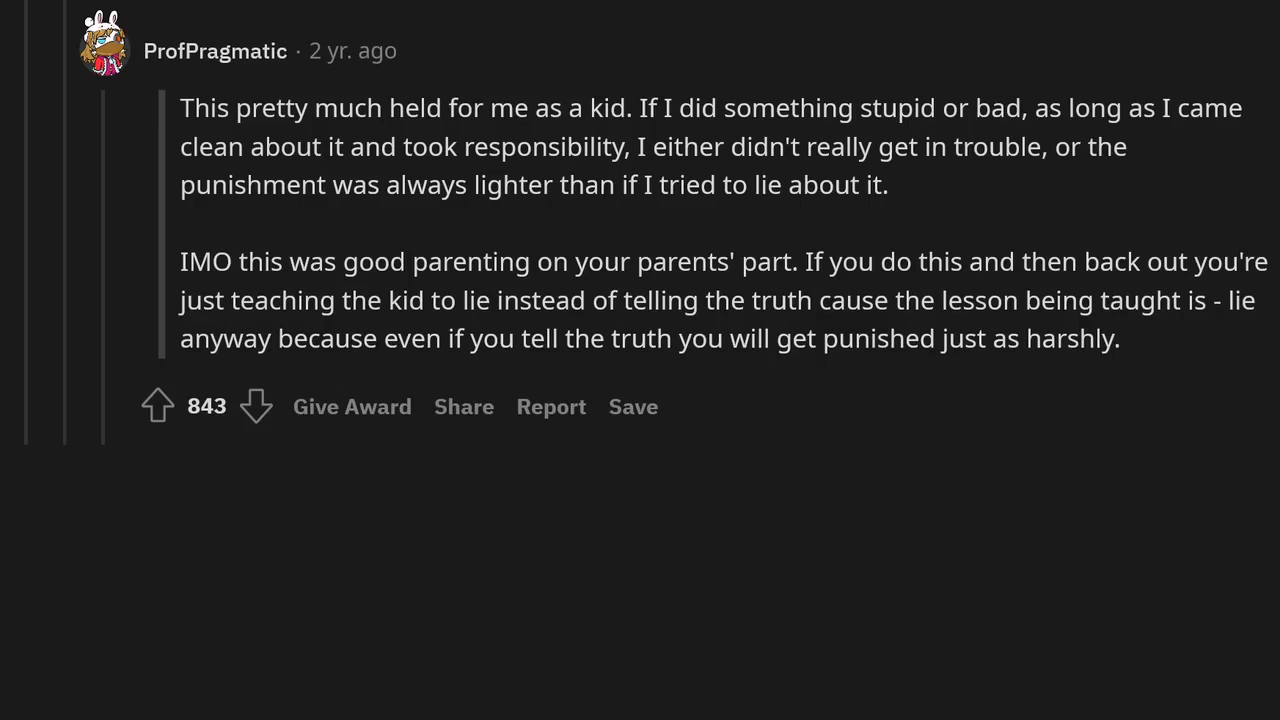 ProfPragmatic · 2 yr. ago
This pretty much held for me as a kid. If I did something stupid or bad, as long as I came
clean about it and took responsibility, I either didn't really get in trouble, or the
punishment was always lighter than if I tried to lie about it.
IMO this was good parenting on your parents' part. If you do this and then back out you're
just teaching the kid to lie instead of telling the truth cause the lesson being taught is - lie
anyway because even if you tell the truth you will get punished just as harshly.
843 Give Award Share Report Save